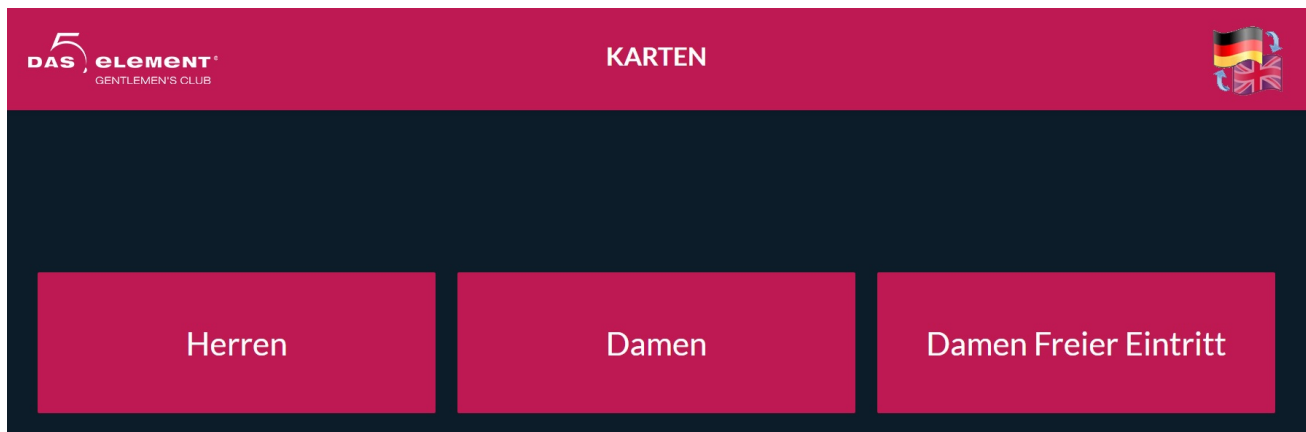 DAS 5 ELEMENT®
GENTLEMEN'S CLUB
KARTEN
Herren
Damen
Damen Freier Eintritt